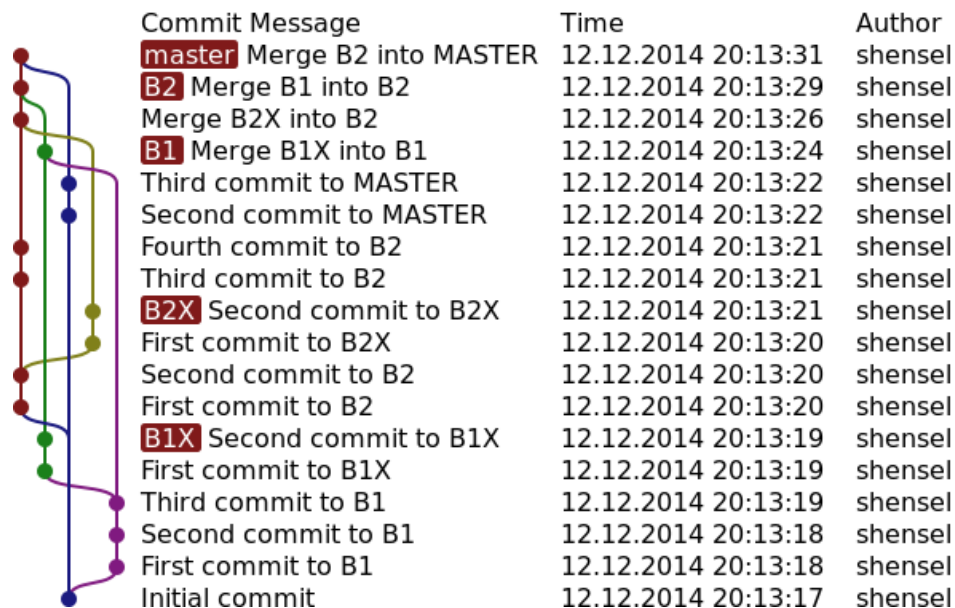 Commit Message Time Author
master Merge B2 into MASTER 12.12.2014 20:13:31 shensel
B2 Merge B1 into B2 12.12.2014 20:13:29 shensel
Merge B2X into B2 12.12.2014 20:13:26 shensel
B1 Merge B1X into B1 12.12.2014 20:13:24 shensel
Third commit to MASTER 12.12.2014 20:13:22 shensel
Second commit to MASTER 12.12.2014 20:13:22 shensel
Fourth commit to B2 12.12.2014 20:13:21 shensel
Third commit to B2 12.12.2014 20:13:21 shensel
B2X Second commit to B2X 12.12.2014 20:13:21 shensel
First commit to B2X 12.12.2014 20:13:20 shensel
Second commit to B2 12.12.2014 20:13:20 shensel
First commit to B2 12.12.2014 20:13:20 shensel
B1X Second commit to B1X 12.12.2014 20:13:19 shensel
First commit to B1X 12.12.2014 20:13:19 shensel
Third commit to B1 12.12.2014 20:13:19 shensel
Second commit to B1 12.12.2014 20:13:18 shensel
First commit to B1 12.12.2014 20:13:18 shensel
Initial commit 12.12.2014 20:13:17 shensel